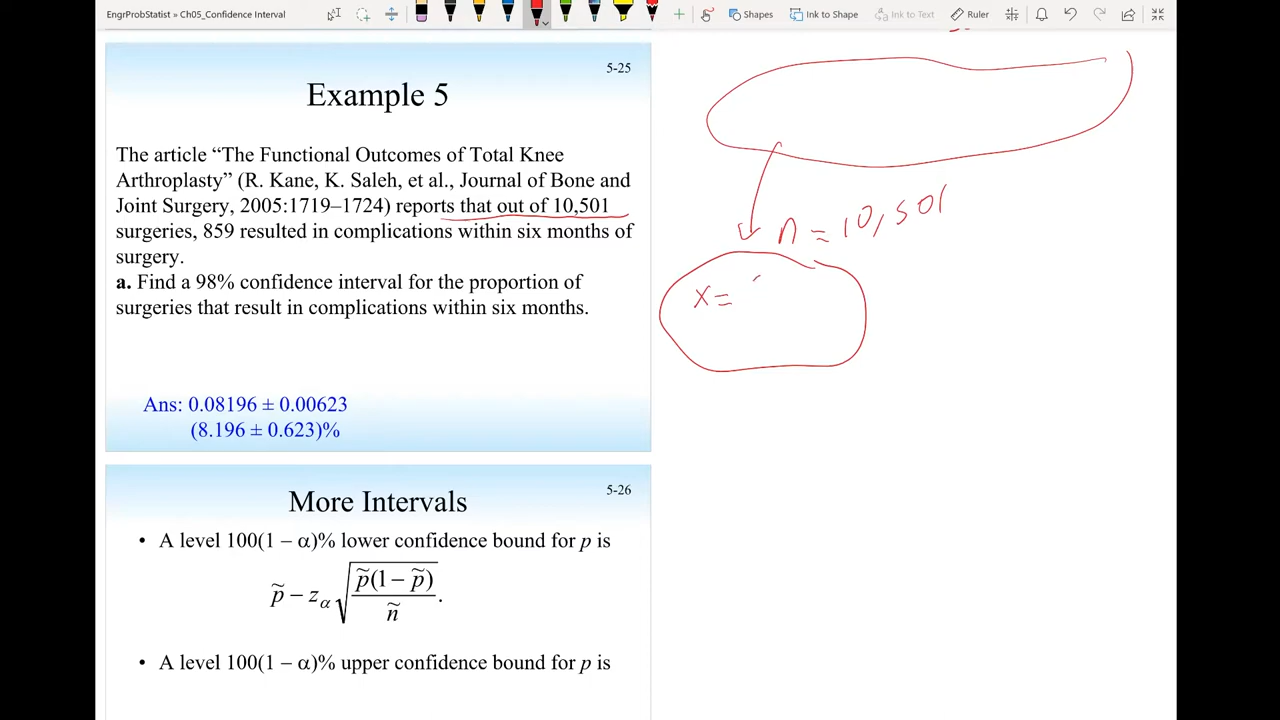 EngrProbStatist » Ch05_Confidence Interval
Shapes
Ink to Shape
Ink to Text
Ruler
5-25
Example 5
The article “The Functional Outcomes of Total Knee
Arthroplasty” (R. Kane, K. Saleh, et al., Journal of Bone and
Joint Surgery, 2005:1719–1724) reports that out of 10,501
surgeries, 859 resulted in complications within six months of
surgery.
a. Find a 98% confidence interval for the proportion of
surgeries that result in complications within six months.
Ans: 0.08196 ± 0.00623
(8.196 ± 0.623)%
n = 10,501
x =
5-26
More Intervals
• A level 100(1 – α)% lower confidence bound for p is
p̃ − zα √(p̃(1 − p̃) / ñ).
• A level 100(1 – α)% upper confidence bound for p is